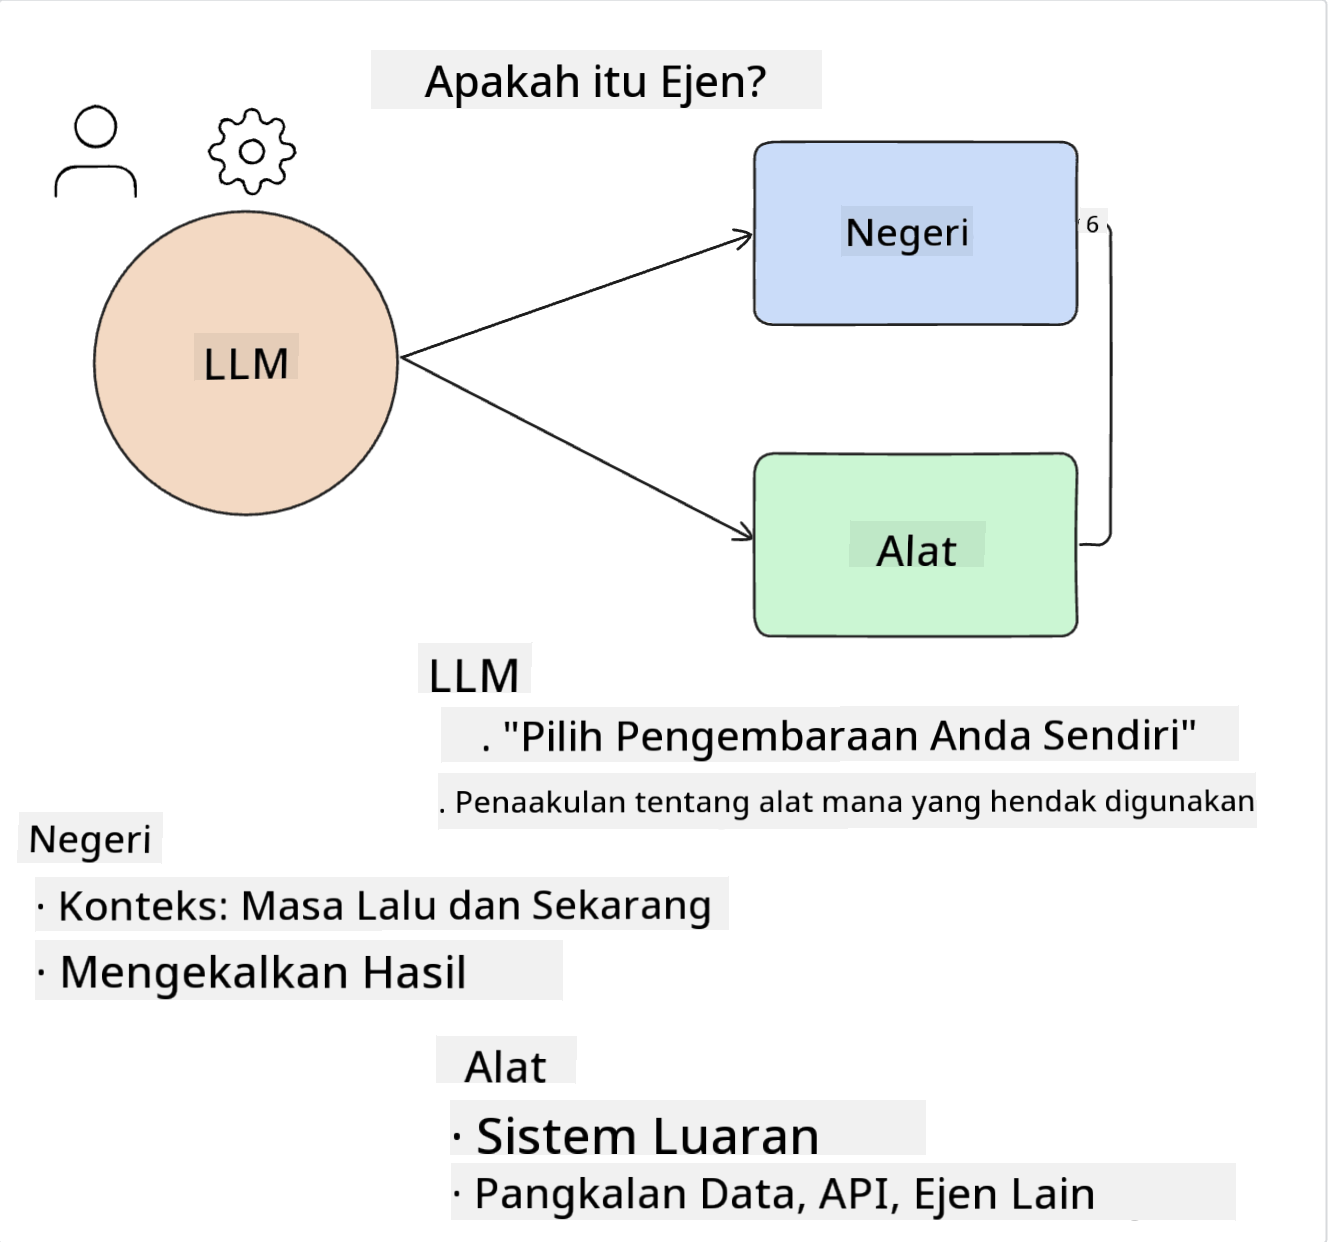 Apakah itu Ejen?
Negeri
6
LLM
Alat
LLM
. "Pilih Pengembaraan Anda Sendiri"
. Penaakulan tentang alat mana yang hendak digunakan
Negeri
· Konteks: Masa Lalu dan Sekarang
· Mengekalkan Hasil
Alat
· Sistem Luaran
· Pangkalan Data, API, Ejen Lain